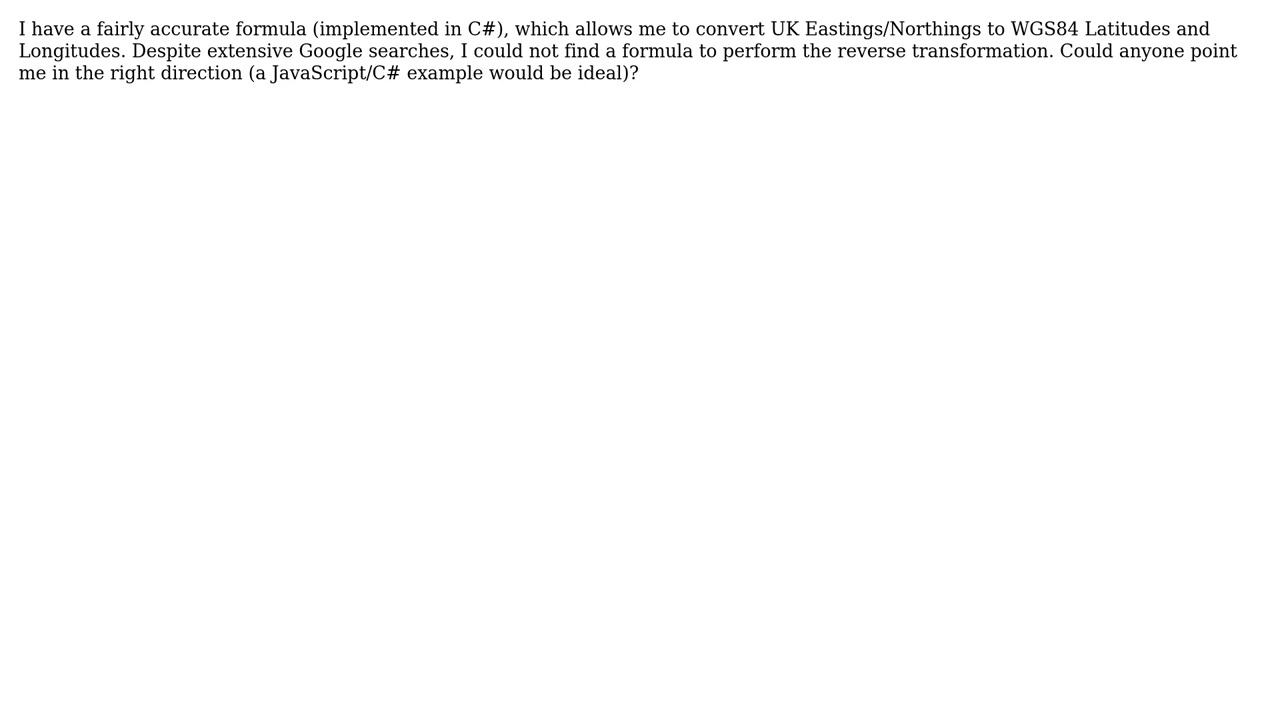 I have a fairly accurate formula (implemented in C#), which allows me to convert UK Eastings/Northings to WGS84 Latitudes and
Longitudes. Despite extensive Google searches, I could not find a formula to perform the reverse transformation. Could anyone point
me in the right direction (a JavaScript/C# example would be ideal)?